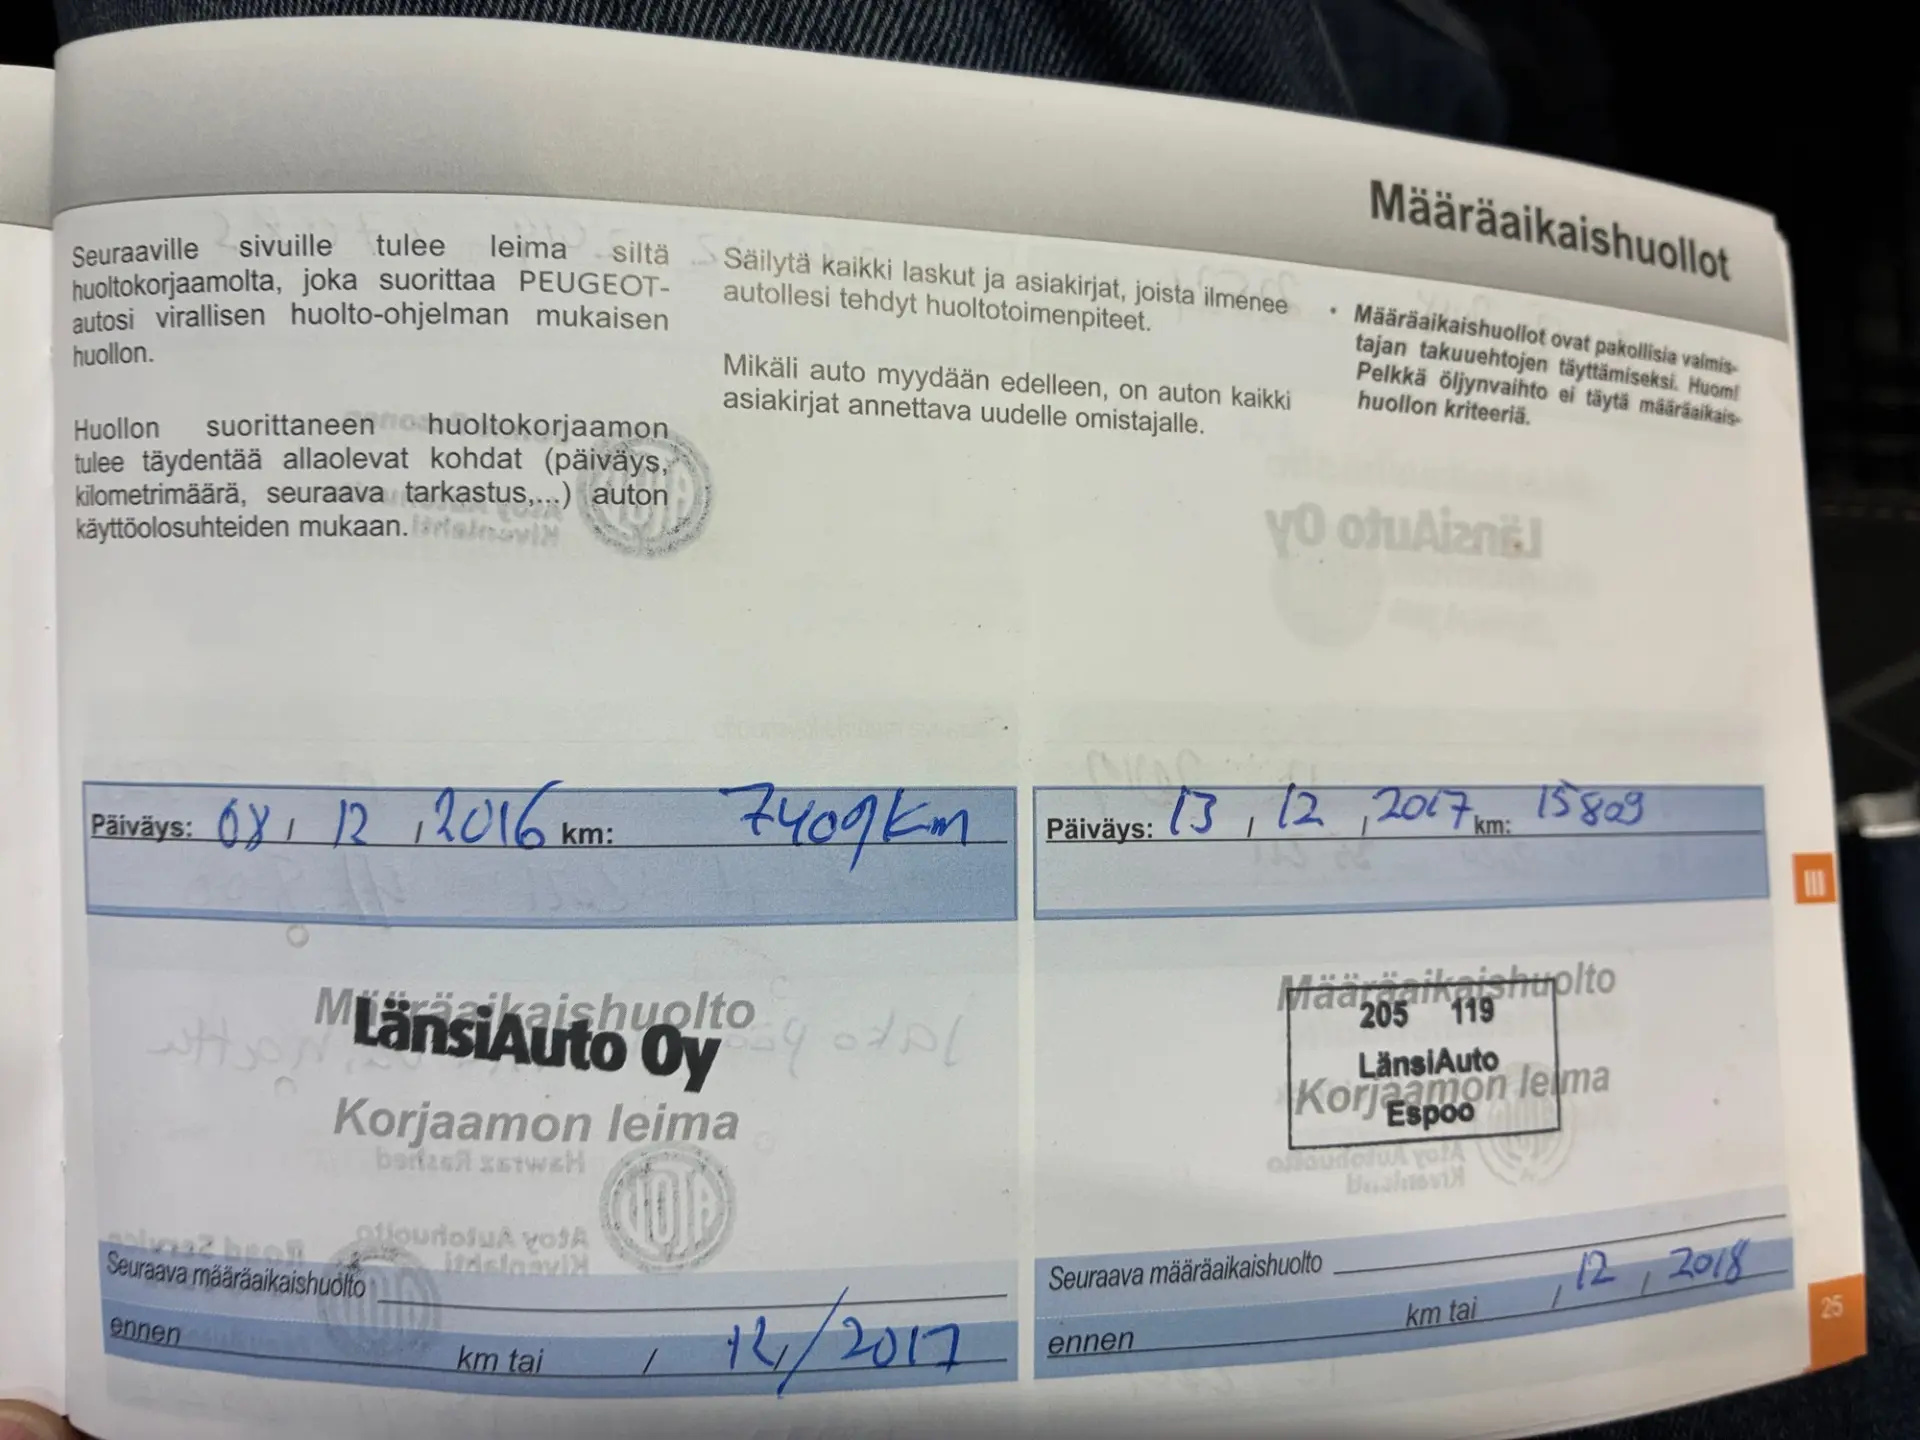 Määräaikaishuollot
Seuraaville sivuille tulee leima siltä
huoltokorjaamolta, joka suorittaa PEUGEOT-
autosi virallisen huolto-ohjelman mukaisen
huollon.
Huollon suorittaneen huoltokorjaamon
tulee täydentää allaolevat kohdat (päiväys,
kilometrimäärä, seuraava tarkastus,...) auton
käyttöolosuhteiden mukaan.
Säilytä kaikki laskut ja asiakirjat, joista ilmenee
autollesi tehdyt huoltotoimenpiteet.
Mikäli auto myydään edelleen, on auton kaikki
asiakirjat annettava uudelle omistajalle.
• Määräaikaishuollot ovat pakollisia valmis-
tajan takuuehtojen täyttämiseksi. Huom!
Pelkkä öljynvaihto ei täytä määräaikais-
huollon kriteeriä.
Päiväys: 08 / 12 / 2016 km: 7409 km
Määräaikaishuolto
LänsiAuto Oy
Korjaamon leima
Seuraava määräaikaishuolto
ennen km tai / 12 / 2017
Päiväys: 13 / 12 / 2017 km: 15809
Määräaikaishuolto
205 119
LänsiAuto
Korjaamon leima
Espoo
Seuraava määräaikaishuolto
ennen km tai / 12 / 2018
III
25